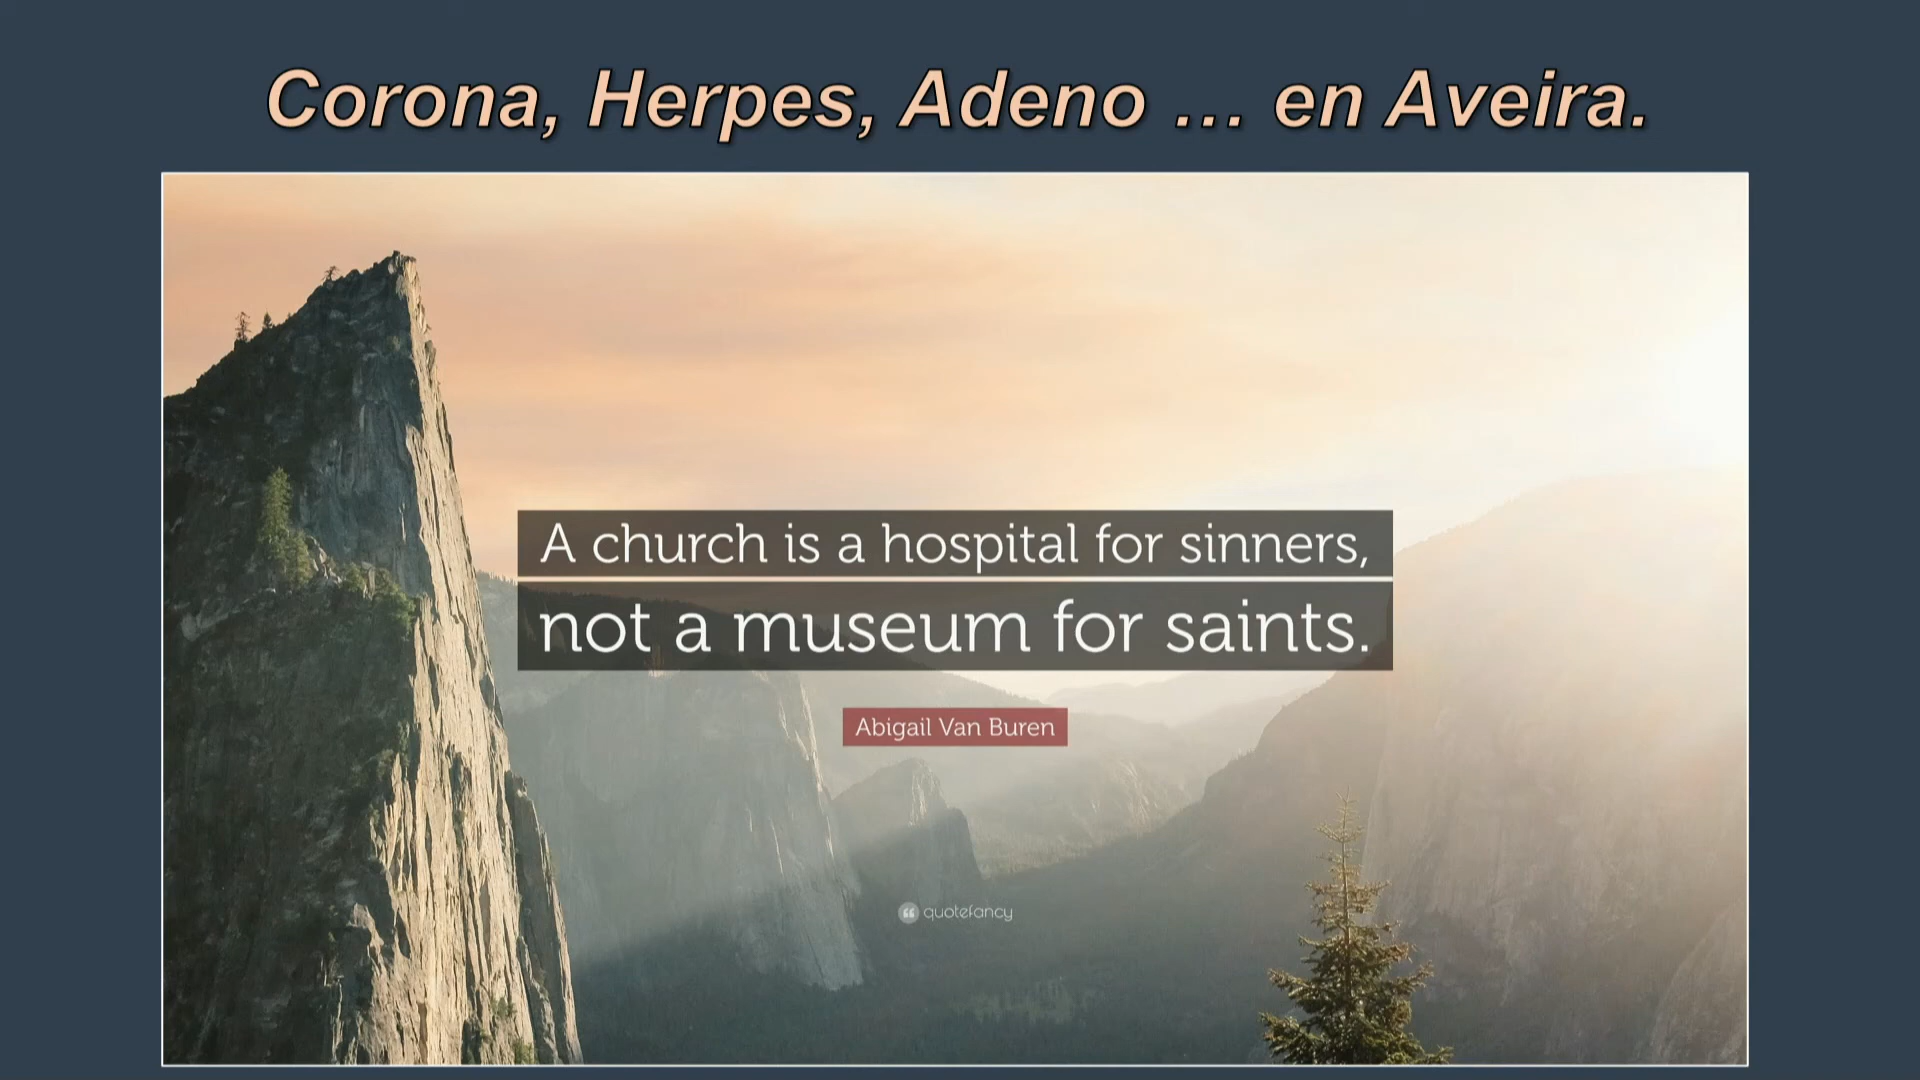 Corona, Herpes, Adeno … en Aveira.
A church is a hospital for sinners,
not a museum for saints.
Abigail Van Buren
quotefancy